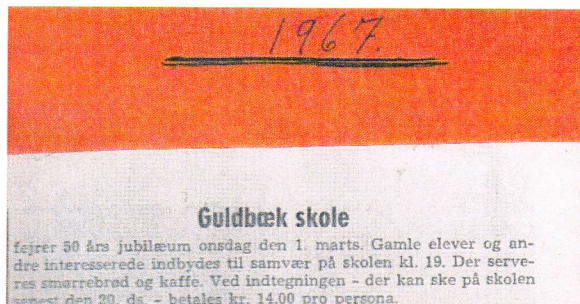 1967.
Guldbæk skole
fejrer 50 års jubilæum onsdag den 1. marts. Gamle elever og an-
dre interesserede indbydes til samvær på skolen kl. 19. Der serve-
res smørrebrød og kaffe. Ved indtegningen - der kan ske på skolen
senest den 20. ds. - betales kr. 14,00 pro persona.